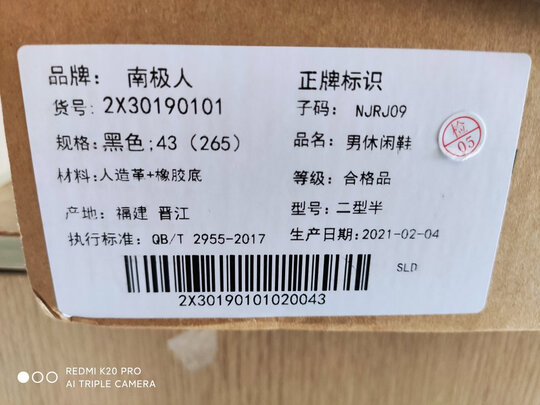 品牌： 南极人 正牌标识
货号: 2X30190101 子码： NJRJ09
规格: 黑色;43（265） 品名: 男休闲鞋
检
05
材料: 人造革+橡胶底 等级: 合格品
产地: 福建 晋江 型号: 二型半
执行标准: QB/T 2955-2017 生产日期:2021-02-04
SLD
2X30190101020043
REDMI K20 PRO
AI TRIPLE CAMERA